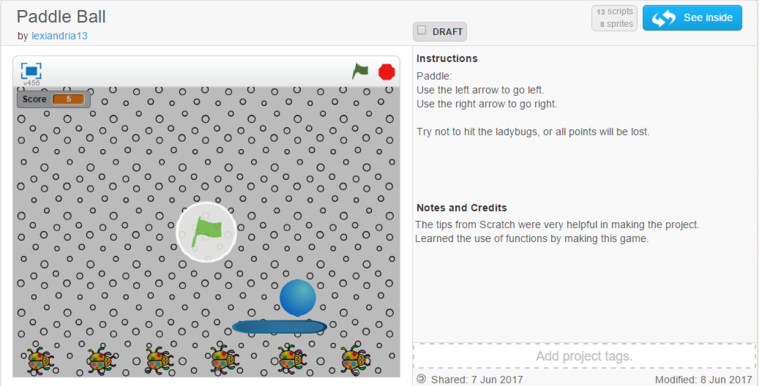 Paddle Ball
by lexiandria13
DRAFT
13 scripts
8 sprites
See inside
v458
Score 5
Instructions
Paddle:
Use the left arrow to go left.
Use the right arrow to go right.
Try not to hit the ladybugs, or all points will be lost.
Notes and Credits
The tips from Scratch were very helpful in making the project.
Learned the use of functions by making this game.
Add project tags.
Shared: 7 Jun 2017 Modified: 8 Jun 2017